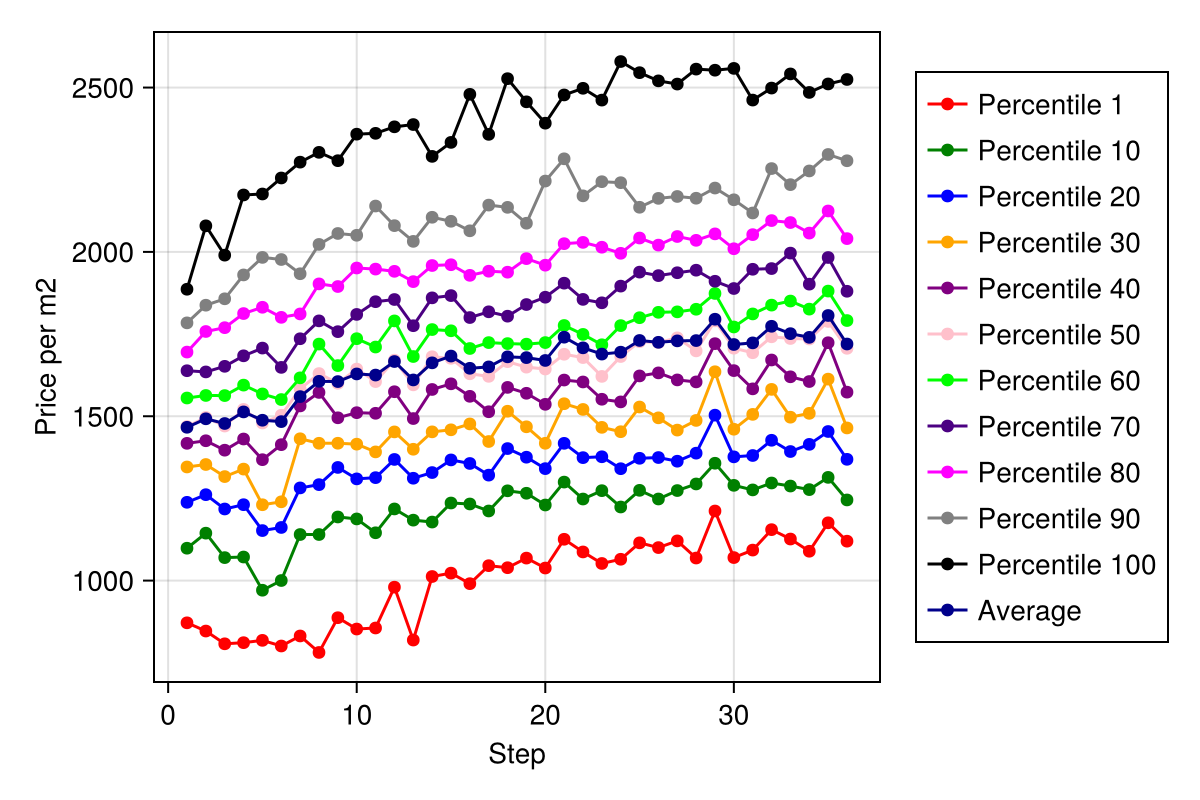 2500
2000
1500
1000
Price per m2
0 10 20 30
Step
Percentile 1
Percentile 10
Percentile 20
Percentile 30
Percentile 40
Percentile 50
Percentile 60
Percentile 70
Percentile 80
Percentile 90
Percentile 100
Average